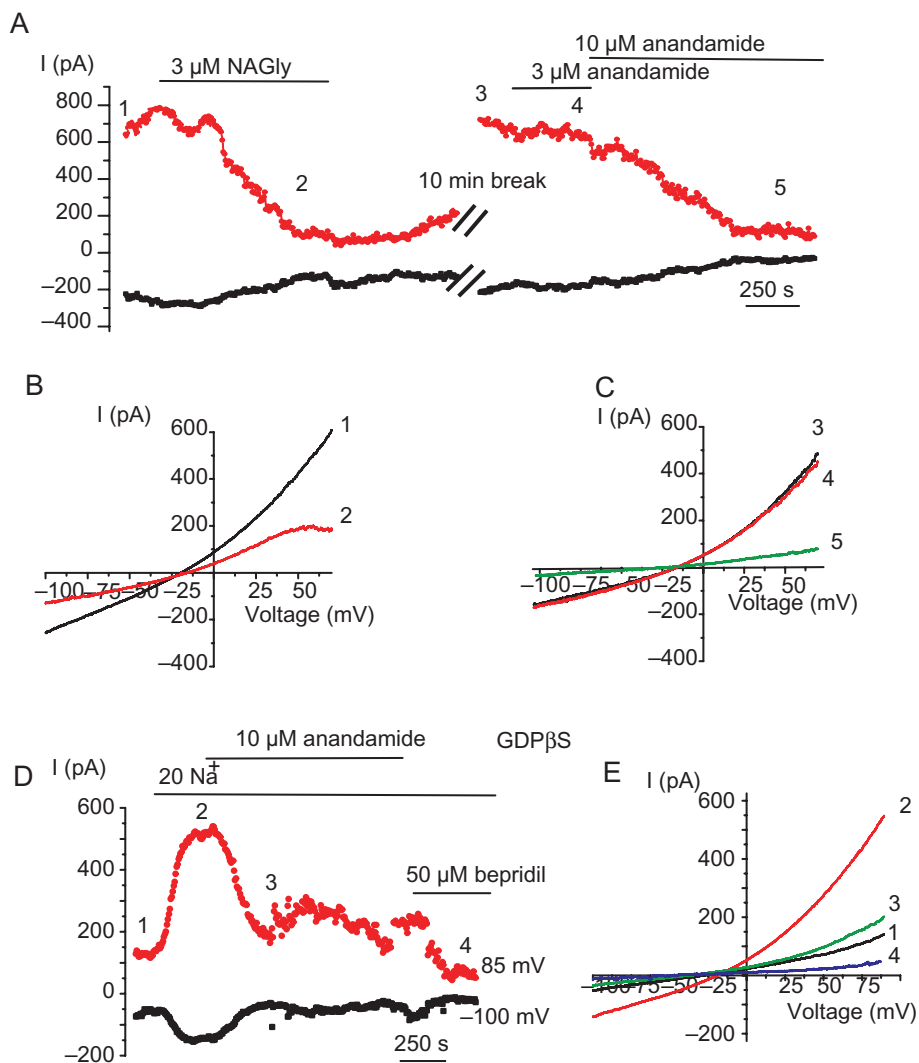 A
I (pA)
3 µM NAGly
10 µM anandamide
3 µM anandamide
800
600
400
200
0
–200
–400
1
2
10 min break
3
4
5
250 s
B
I (pA)
600
400
200
–200
–400
–100
–75
–50
–25
25
50
Voltage (mV)
1
2
C
I (pA)
600
400
200
–200
–400
–100
–75
–50
–25
25
50
Voltage (mV)
3
4
5
D
I (pA)
10 µM anandamide
GDPβS
20 Na+
600
400
200
0
–200
1
2
3
50 µM bepridil
4
85 mV
–100 mV
250 s
E
I (pA)
600
400
200
–200
–100
–75
–50
–25
25
50
75
Voltage (mV)
2
3
1
4